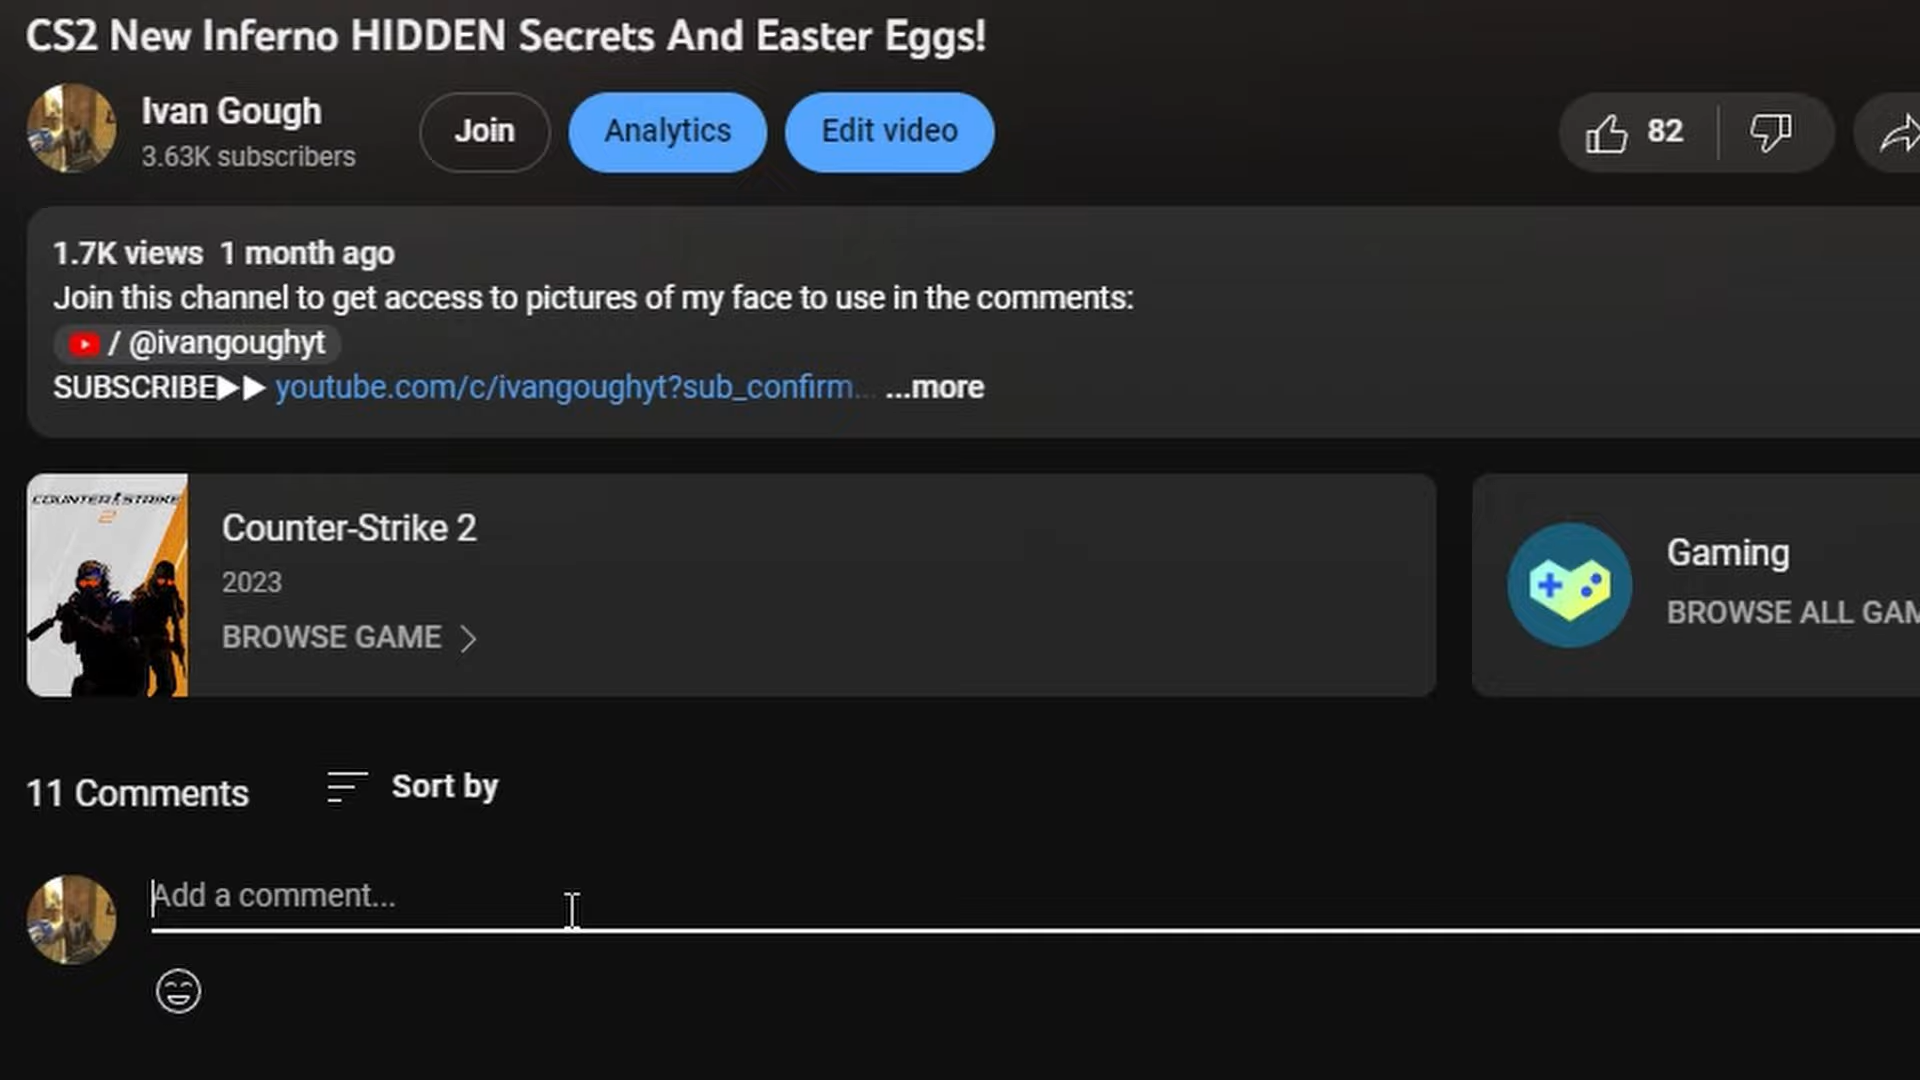 CS2 New Inferno HIDDEN Secrets And Easter Eggs!
Ivan Gough
3.63K subscribers
Join
Analytics
Edit video
82
1.7K views 1 month ago
Join this channel to get access to pictures of my face to use in the comments:
/ @ivangoughyt
SUBSCRIBE▶▶ youtube.com/c/ivangoughyt?sub_confirm... ...more
COUNTER STRIKE
2
Counter-Strike 2
2023
BROWSE GAME
Gaming
BROWSE ALL GAM
11 Comments
Sort by
Add a comment...